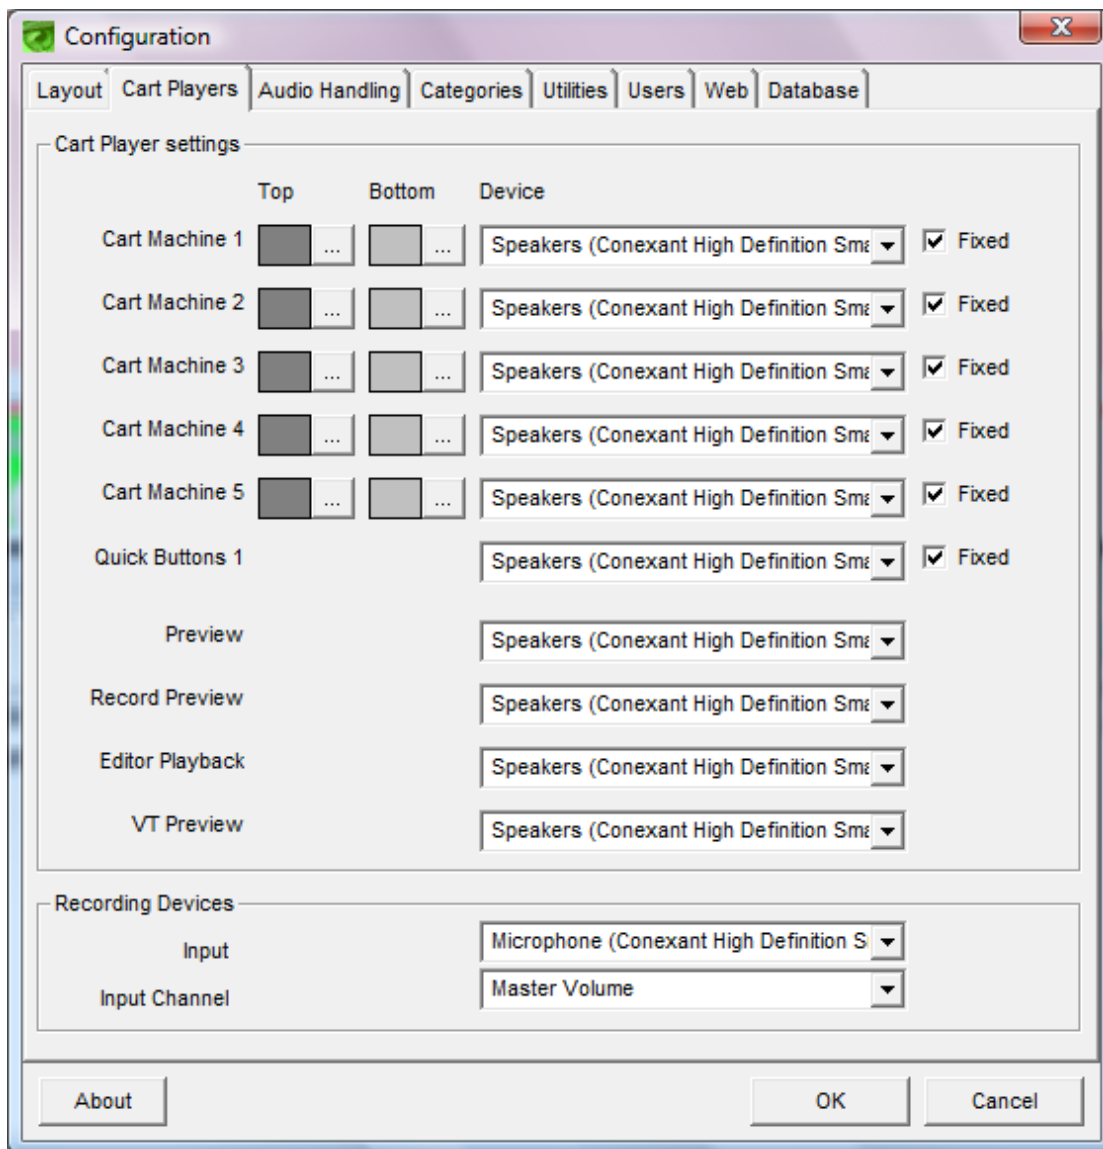 Configuration
Layout Cart Players Audio Handling Categories Utilities Users Web Database
Cart Player settings
Top Bottom Device
Cart Machine 1 ... ... Speakers (Conexant High Definition Sma Fixed
Cart Machine 2 ... ... Speakers (Conexant High Definition Sma Fixed
Cart Machine 3 ... ... Speakers (Conexant High Definition Sma Fixed
Cart Machine 4 ... ... Speakers (Conexant High Definition Sma Fixed
Cart Machine 5 ... ... Speakers (Conexant High Definition Sma Fixed
Quick Buttons 1 Speakers (Conexant High Definition Sma Fixed
Preview Speakers (Conexant High Definition Sma
Record Preview Speakers (Conexant High Definition Sma
Editor Playback Speakers (Conexant High Definition Sma
VT Preview Speakers (Conexant High Definition Sma
Recording Devices
Input Microphone (Conexant High Definition S
Input Channel Master Volume
About OK Cancel